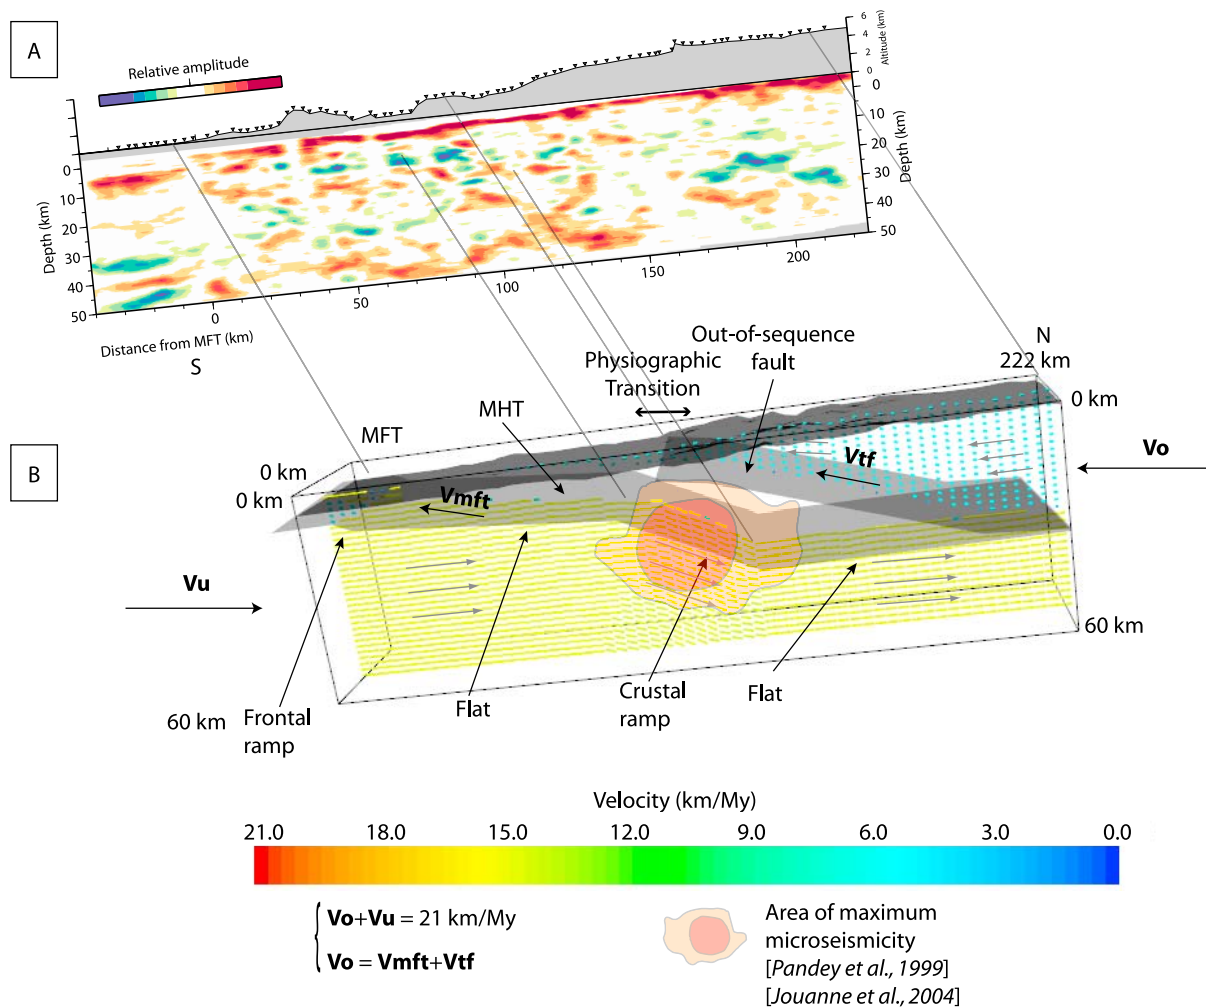 A
Relative amplitude
6
4
2
0
Altitude (km)
0
10
20
30
40
50
Depth (km)
0
10
20
30
40
50
Depth (km)
0
50
100
150
200
Distance from MFT (km)
S
N
222 km
Out-of-sequence
fault
Physiographic
Transition
MHT
MFT
B
0 km
0 km
0 km
Vo
Vtf
Vmft
Vu
60 km
60 km
Frontal
ramp
Flat
Crustal
ramp
Flat
Velocity (km/My)
21.0 18.0 15.0 12.0 9.0 6.0 3.0 0.0
Vo+Vu = 21 km/My
Vo = Vmft+Vtf
Area of maximum
microseismicity
[Pandey et al., 1999]
[Jouanne et al., 2004]